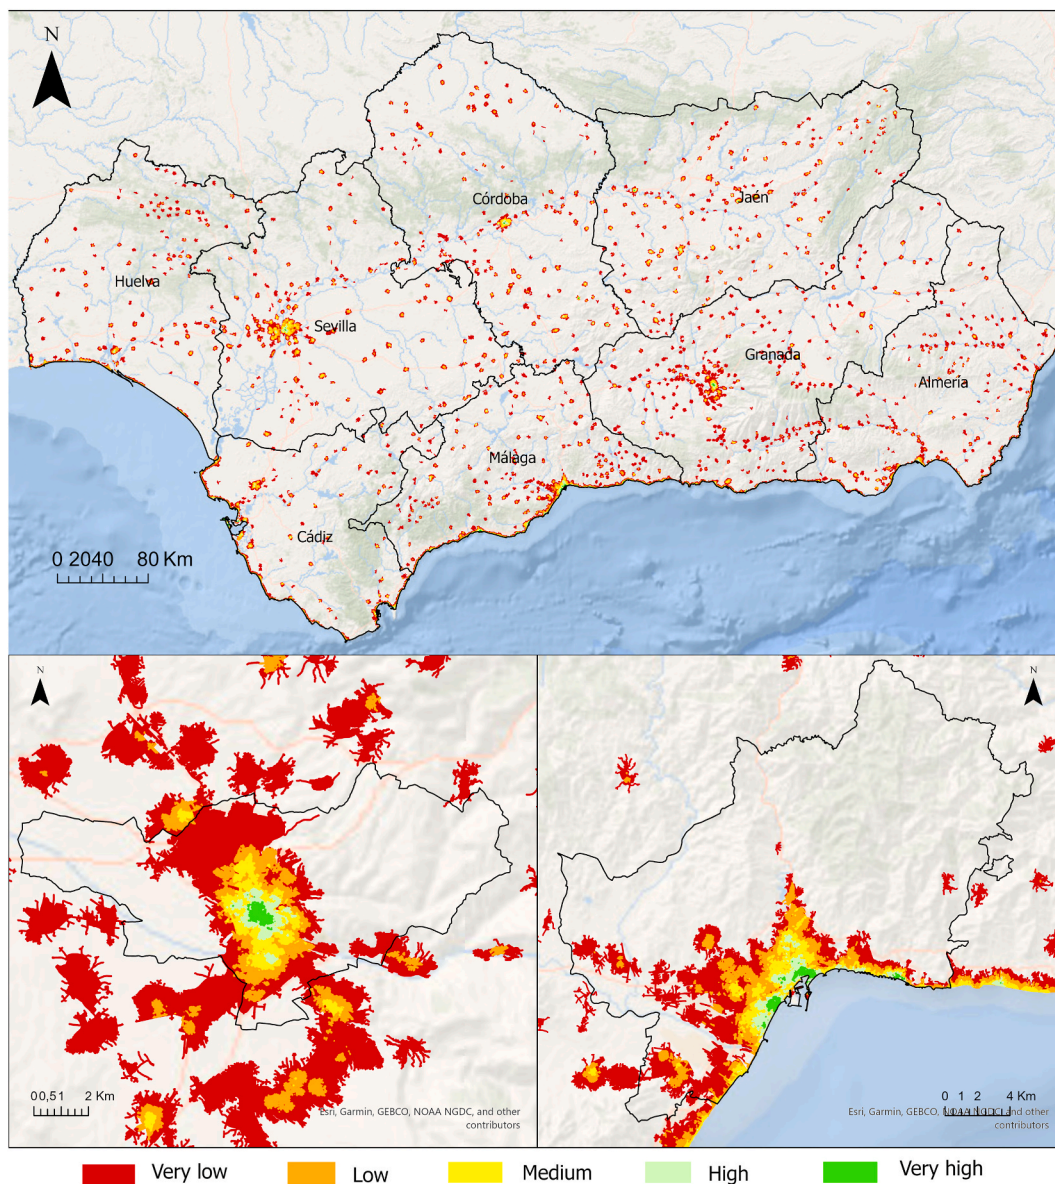 N
Córdoba
Jaén
Huelva
Sevilla
Granada
Almería
Málaga
Cádiz
0 2040 80 Km
N
N
0 0,51 2 Km
Esri, Garmin, GEBCO, NOAA NGDC, and other
contributors
0 1 2 4 Km
Esri, Garmin, GEBCO, NOAA NGDC, and other
contributors
Very low
Low
Medium
High
Very high